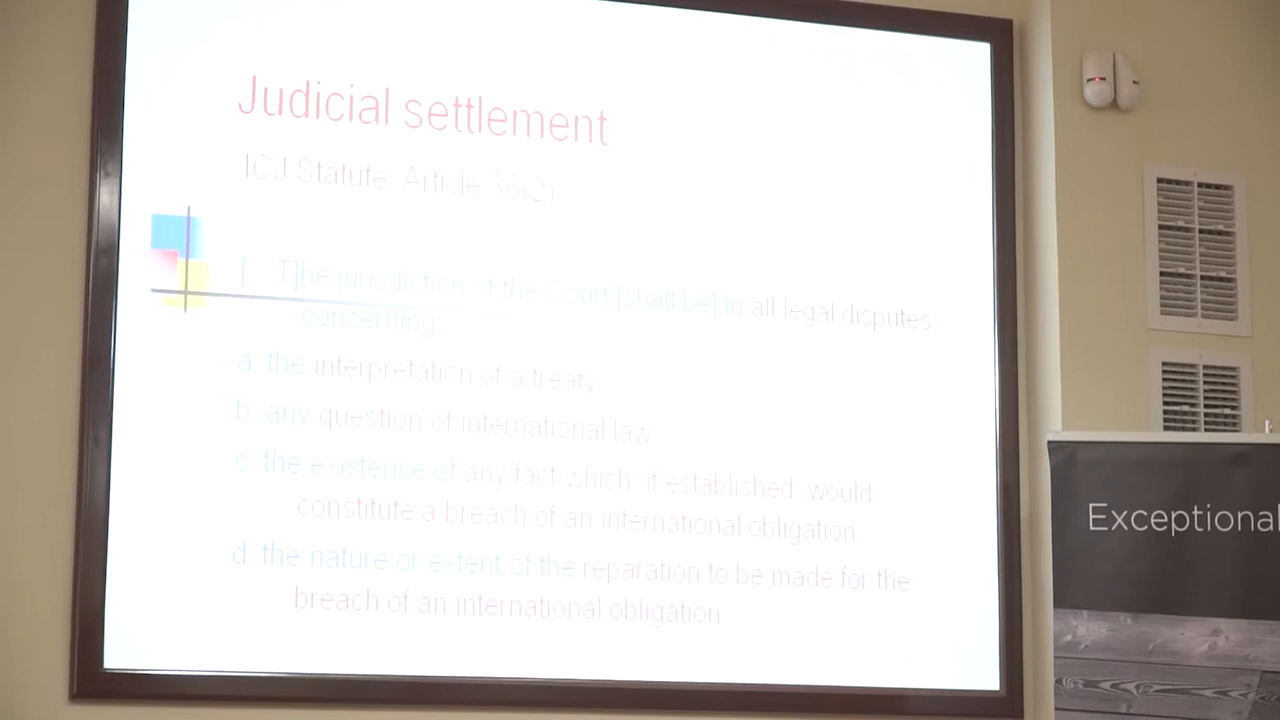 Judicial settlement
ICJ Statute, Article 36(2)
[ T]he jurisdiction of the Court [shall be] in all legal disputes
concerning:
a. the interpretation of a treaty
b. any question of international law
c. the existence of any fact which, if established, would
constitute a breach of an international obligation
d. the nature or extent of the reparation to be made for the
breach of an international obligation
Exceptional